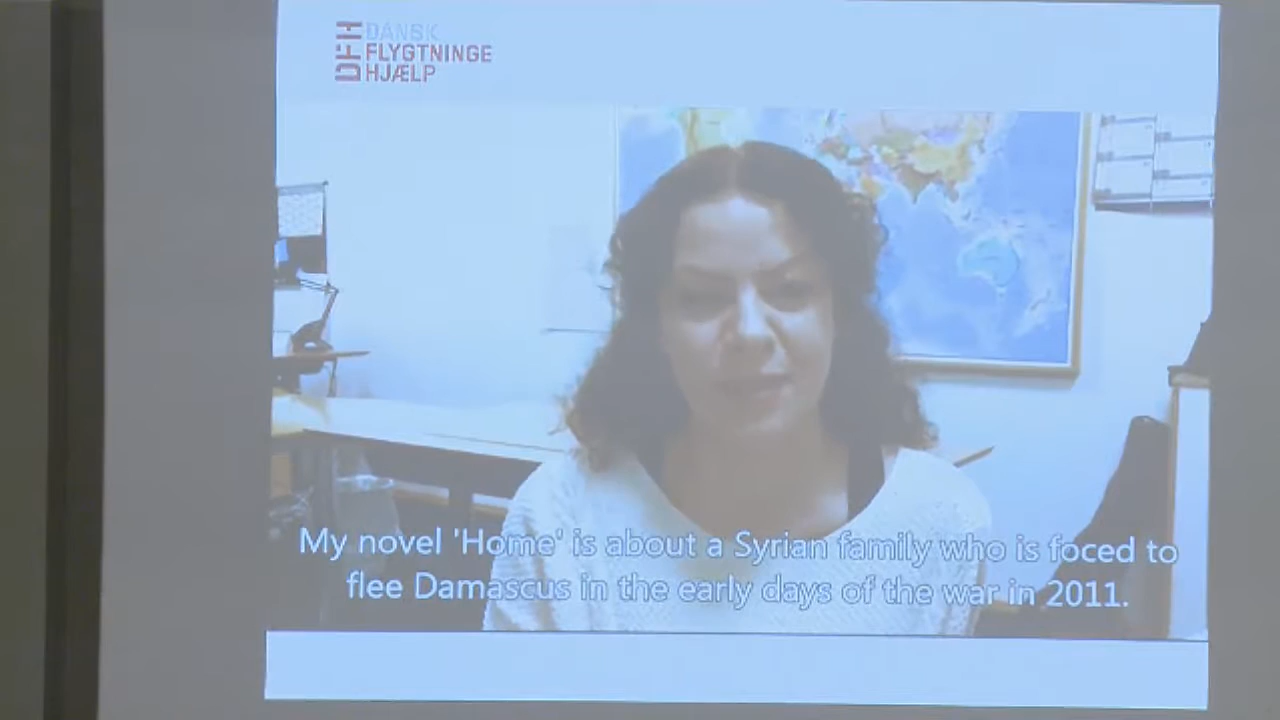 DFH
DANSK
FLYGTNINGE
HJÆLP
My novel 'Home' is about a Syrian family who is foced to
flee Damascus in the early days of the war in 2011.